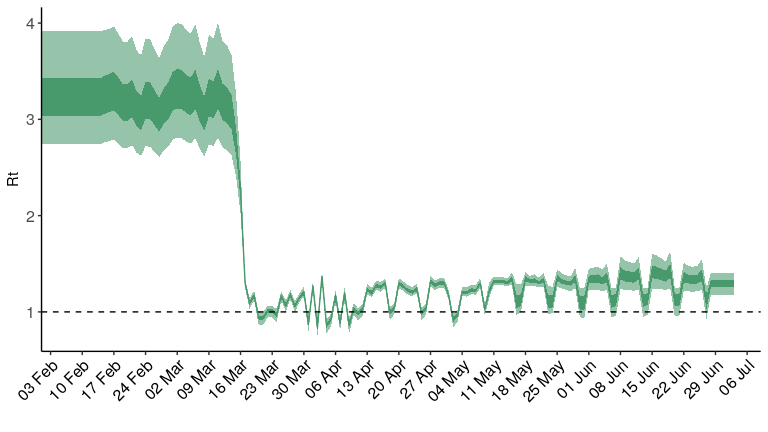 4
3
2
1
Rt
03 Feb
10 Feb
17 Feb
24 Feb
02 Mar
09 Mar
16 Mar
23 Mar
30 Mar
06 Apr
13 Apr
20 Apr
27 Apr
04 May
11 May
18 May
25 May
01 Jun
08 Jun
15 Jun
22 Jun
29 Jun
06 Jul